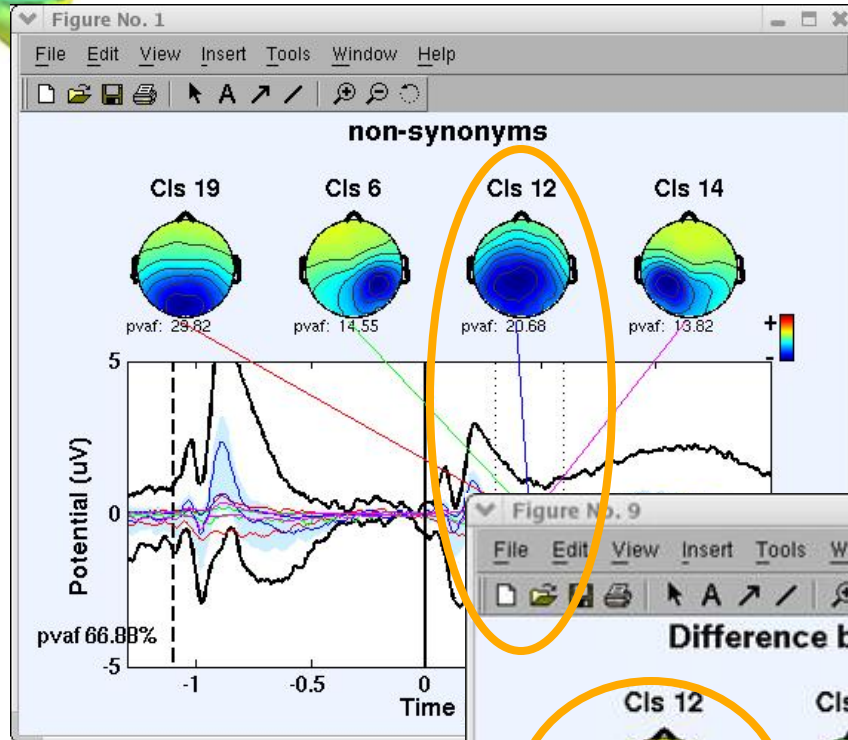 Figure No. 1
File Edit View Insert Tools Window Help
non-synonyms
Cls 19 Cls 6 Cls 12 Cls 14
pvaf: 29.82 pvaf: 14.55 pvaf: 20.68 pvaf: 13.82
+
-
5
Potential (uV)
0
pvaf 66.88%
-5
-1 -0.5 0
Time
Figure No. 9
File Edit View Insert Tools
Difference
Cls 12